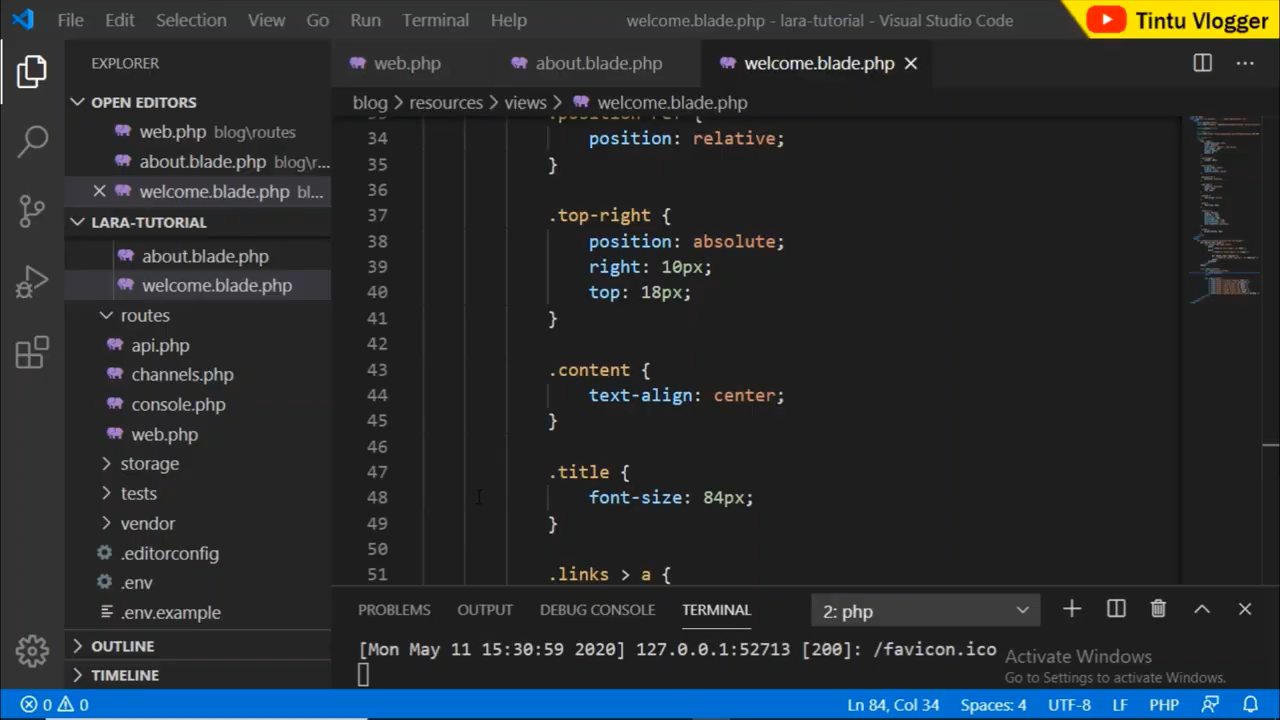 File Edit Selection View Go Run Terminal Help welcome.blade.php - lara-tutorial - Visual Studio Code
Tintu Vlogger
EXPLORER
OPEN EDITORS
web.php blog\routes
about.blade.php blog\r...
welcome.blade.php bl...
LARA-TUTORIAL
about.blade.php
welcome.blade.php
routes
api.php
channels.php
console.php
web.php
storage
tests
vendor
.editorconfig
.env
.env.example
OUTLINE
TIMELINE
web.php about.blade.php welcome.blade.php
blog > resources > views > welcome.blade.php
33 .position-ref {
34 position: relative;
35 }
36
37 .top-right {
38 position: absolute;
39 right: 10px;
40 top: 18px;
41 }
42
43 .content {
44 text-align: center;
45 }
46
47 .title {
48 font-size: 84px;
49 }
50
51 .links > a {
PROBLEMS OUTPUT DEBUG CONSOLE TERMINAL 2: php
[Mon May 11 15:30:59 2020] 127.0.0.1:52713 [200]: /favicon.ico
Activate Windows
Go to Settings to activate Windows.
0 0 Ln 84, Col 34 Spaces: 4 UTF-8 LF PHP